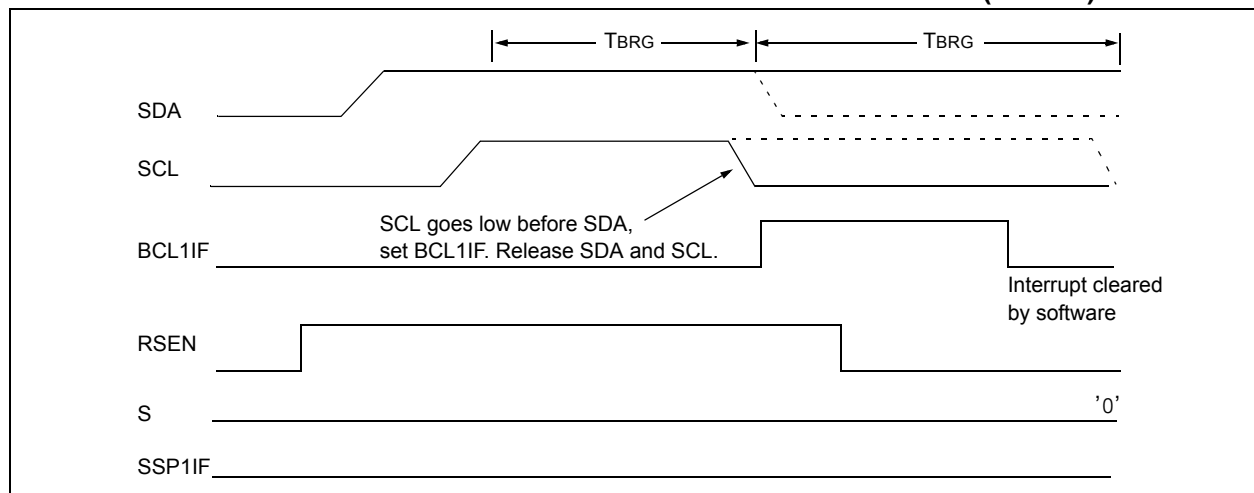 TBRG TBRG
SDA
SCL
SCL goes low before SDA,
set BCL1IF. Release SDA and SCL.
BCL1IF
Interrupt cleared
by software
RSEN
S
'0'
SSP1IF